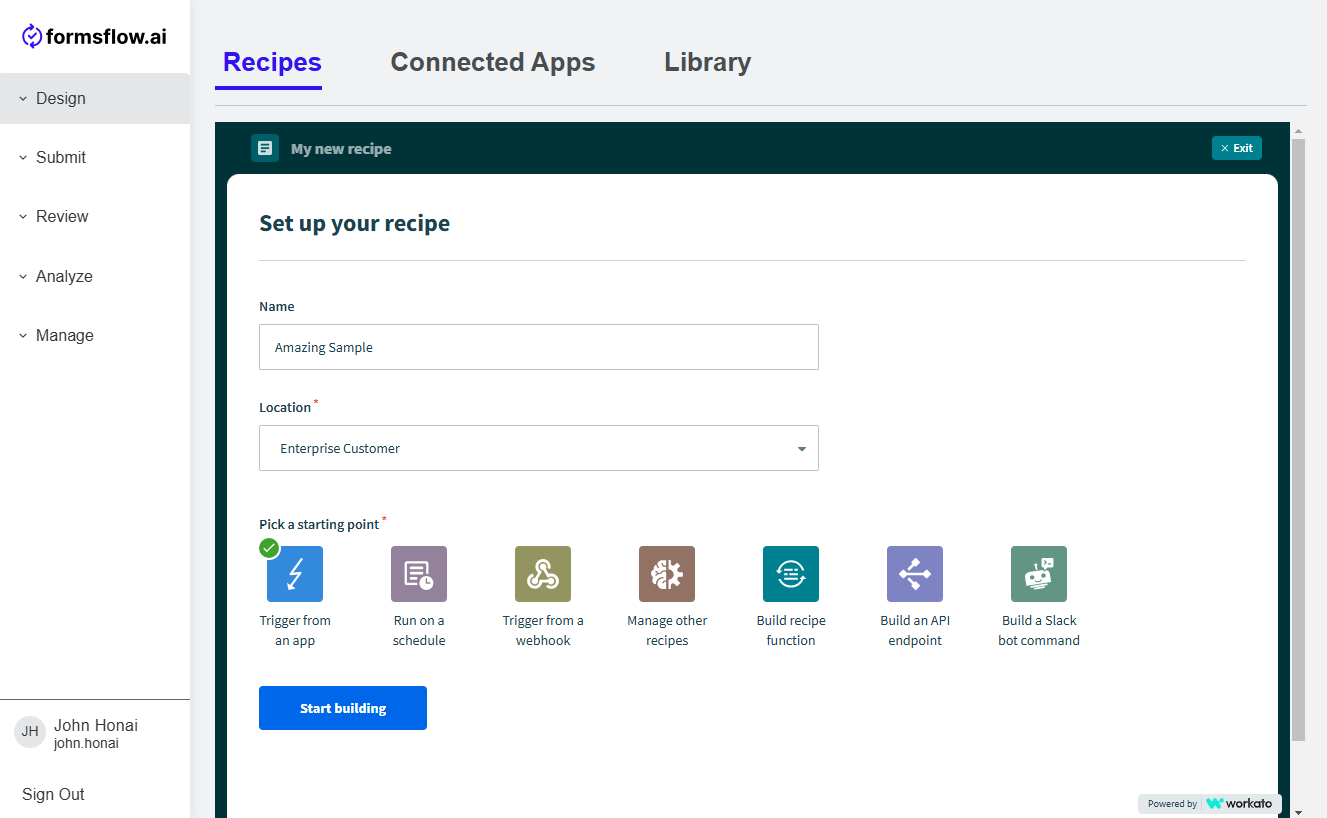 formsflow.ai
Design
Submit
Review
Analyze
Manage
JH
John Honai
john.honai
Sign Out
Recipes
Connected Apps
Library
My new recipe
× Exit
Set up your recipe
Name
Amazing Sample
Location *
Enterprise Customer
Pick a starting point *
Trigger from
an app
Run on a
schedule
Trigger from a
webhook
Manage other
recipes
Build recipe
function
Build an API
endpoint
Build a Slack
bot command
Start building
Powered by workato